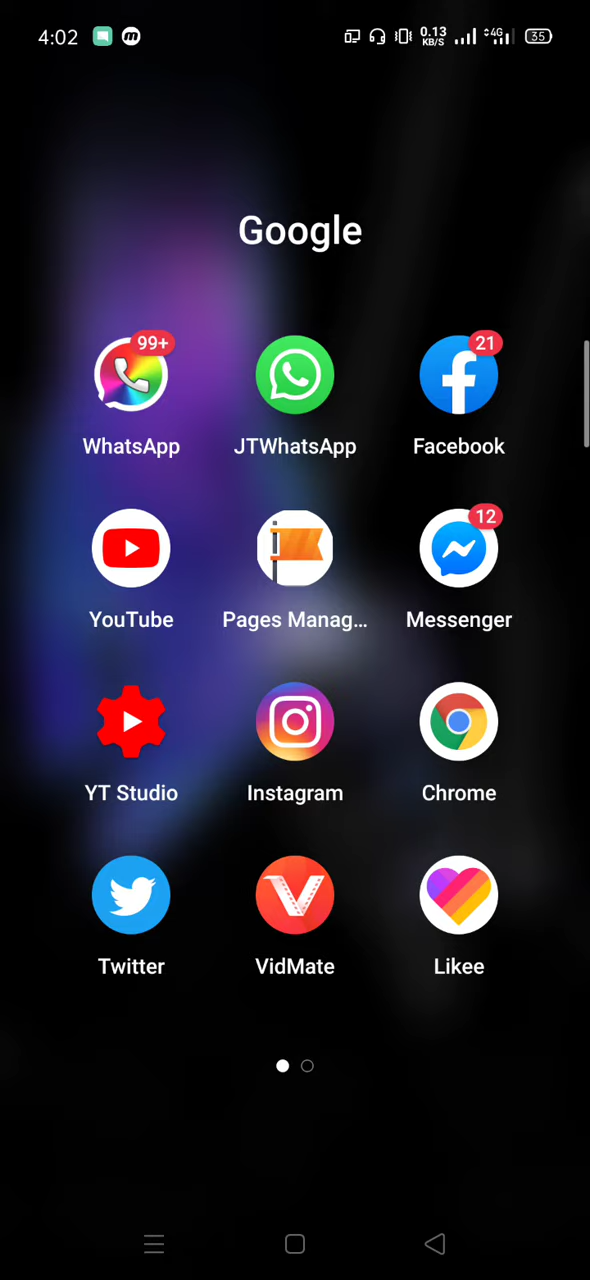 4:02 0.13 KB/S 4G 35
Google
99+ 21
WhatsApp JTWhatsApp Facebook
12
YouTube Pages Manag... Messenger
YT Studio Instagram Chrome
Twitter VidMate Likee